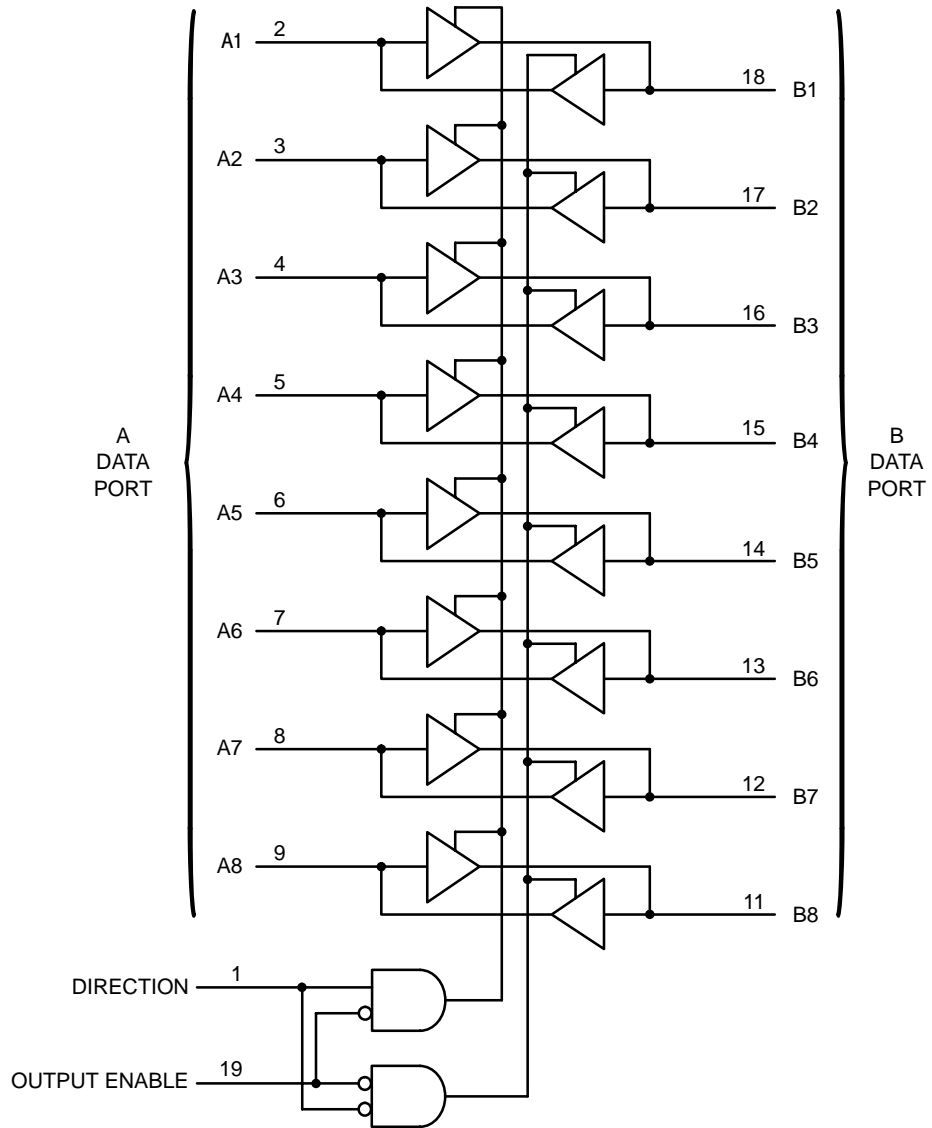 A1 2
18 B1
A2 3
17 B2
A3 4
16 B3
A4 5
15 B4
A
DATA
PORT
B
DATA
PORT
A5 6
14 B5
A6 7
13 B6
A7 8
12 B7
A8 9
11 B8
DIRECTION 1
OUTPUT ENABLE 19